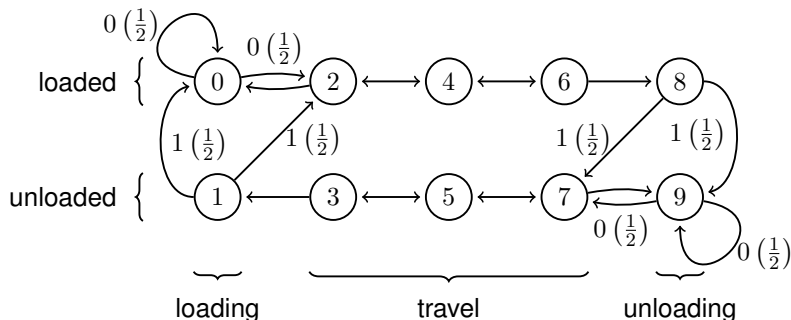 0 (1/2)
0 (1/2)
loaded { 0 2 4 6 8
1 (1/2) 1 (1/2) 1 (1/2) 1 (1/2)
unloaded { 1 3 5 7 9
0 (1/2)
0 (1/2)
loading travel unloading